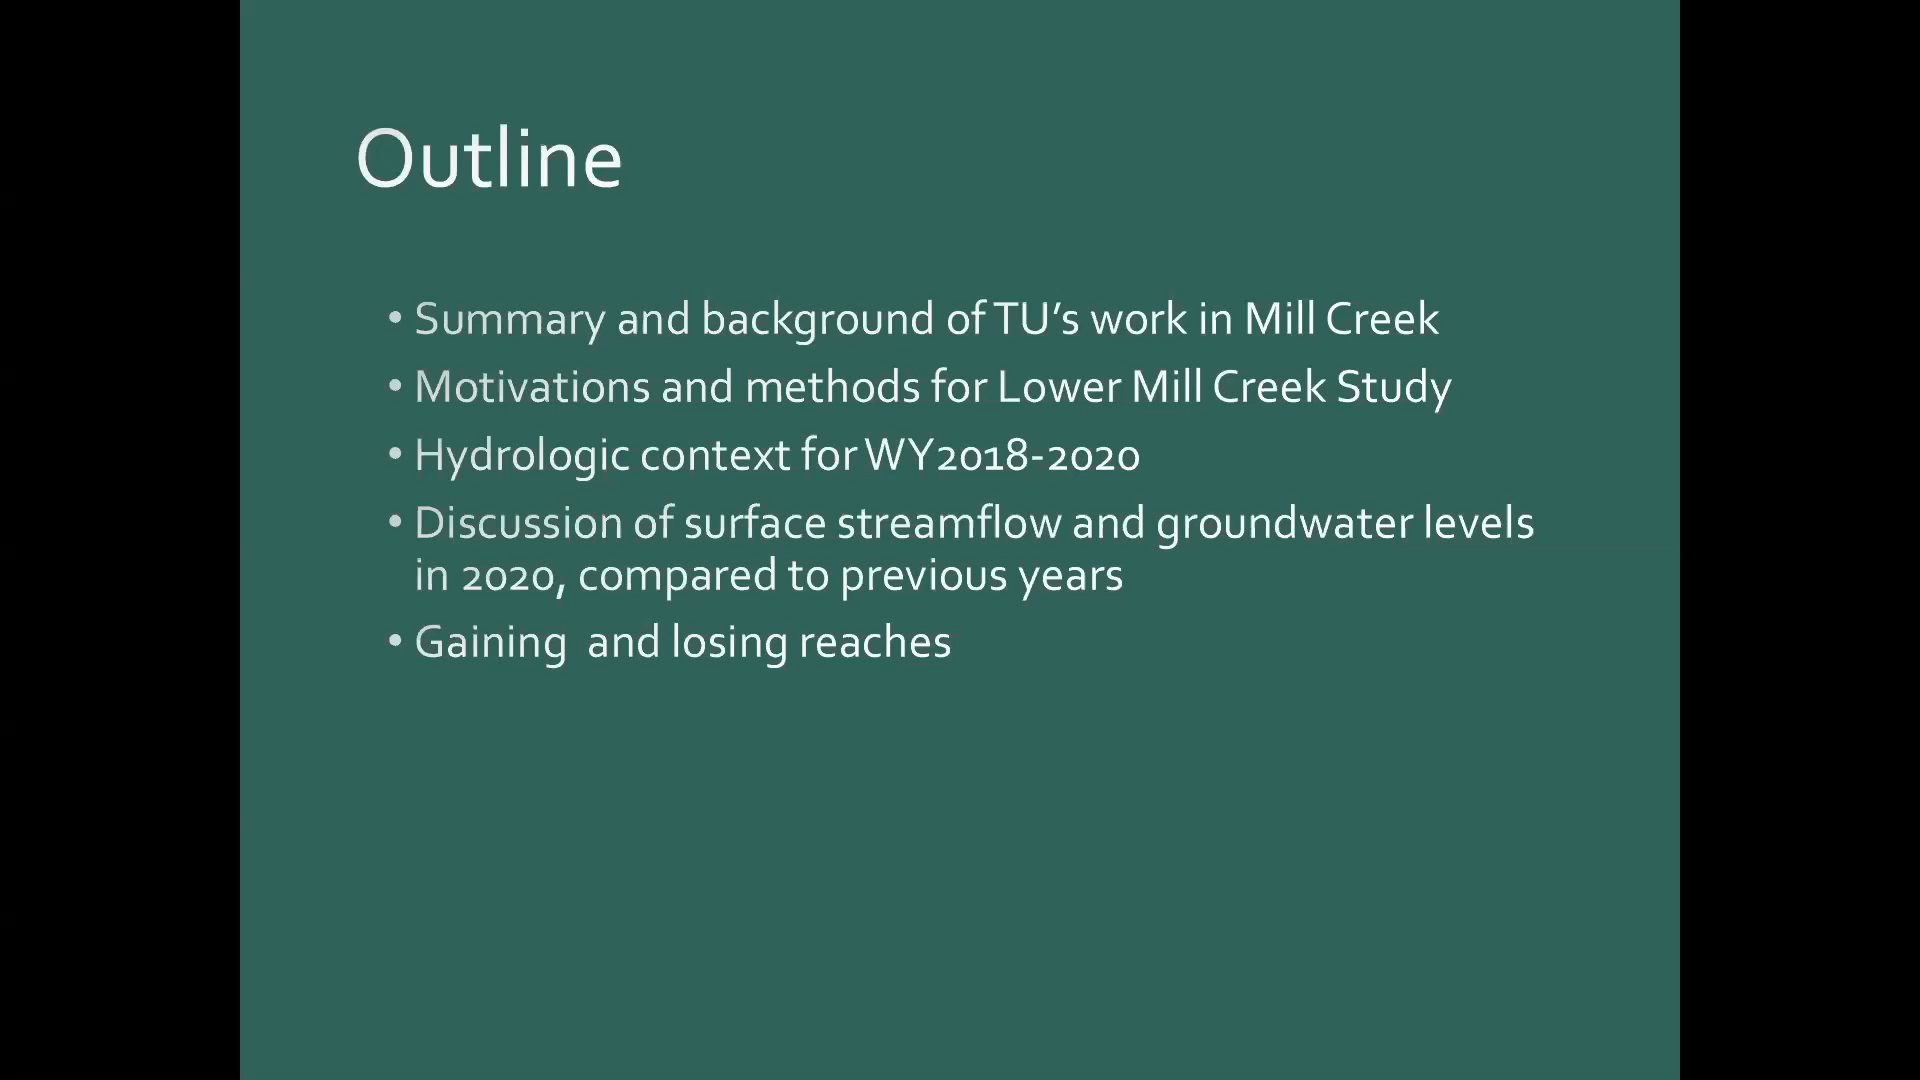 Outline
• Summary and background of TU’s work in Mill Creek
• Motivations and methods for Lower Mill Creek Study
• Hydrologic context for WY2018-2020
• Discussion of surface streamflow and groundwater levels
in 2020, compared to previous years
• Gaining  and losing reaches